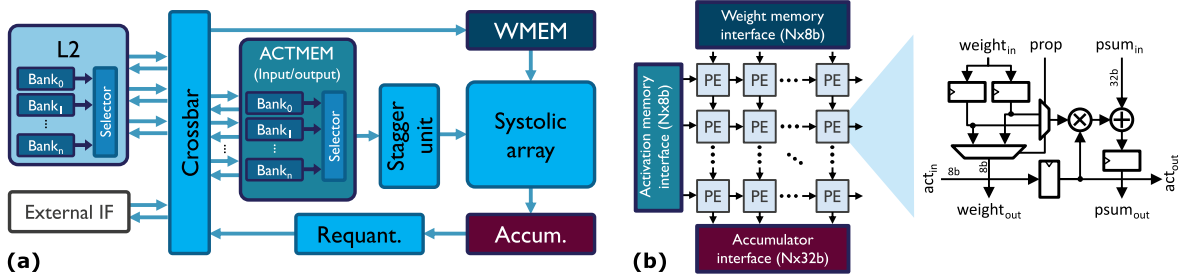 L2
Bank0
Bank1
⋮
Bankn
Selector
External IF
(a)
Crossbar
ACTMEM
(Input/output)
Bank0
Bank1
⋮
Bankn
Selector
Stagger
unit
WMEM
Systolic
array
Requant.
Accum.
Weight memory
interface (Nx8b)
Activation memory
interface (Nx8b)
PE PE PE
PE PE PE
PE PE PE
Accumulator
interface (Nx32b)
(b)
weightin
prop
psumin
32b
8b
actin
8b
actout
weightout
psumout